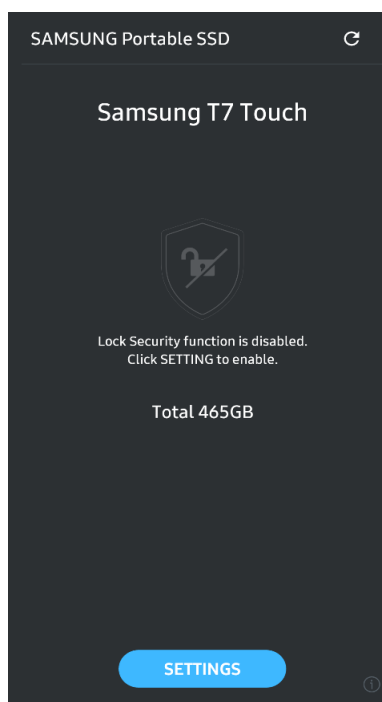 SAMSUNG Portable SSD
Samsung T7 Touch
Lock Security function is disabled.
Click SETTING to enable.
Total 465GB
SETTINGS